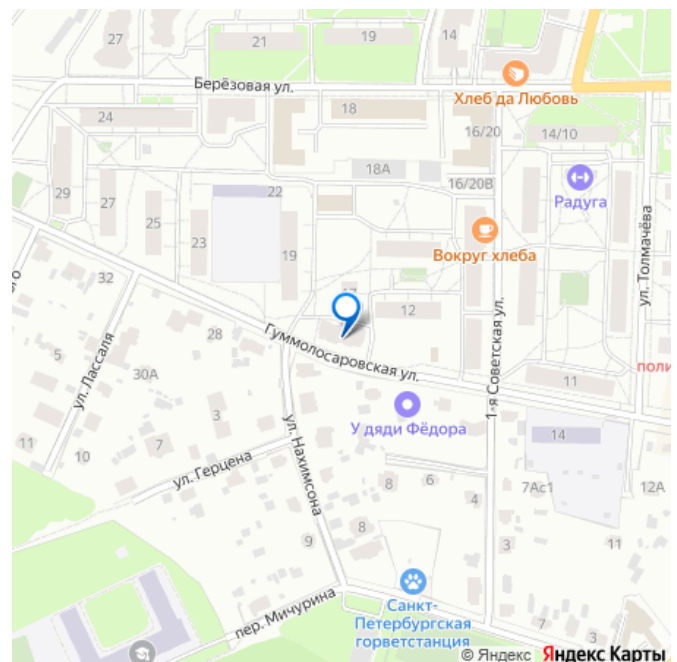 27
21
19
14
Берёзовая ул.
Хлеб да Любовь
24
18
16/20
14/10
18А
22
16/20В
Радуга
29
27
25
23
19
Вокруг хлеба
ул. Толмачёва
32
12
1-я Советская ул.
28
Гуммолосаровская ул.
5
ул. Лассаля
30А
11
У дяди Фёдора
3
14
11
10
7
ул. Герцена
ул. Нахимсона
8
6
4
7Ас1
12А
8
9
3
11
пер. Мичурина
Санкт-
Петербургская
горветстанция
7
3
© Яндекс Яндекс Карты